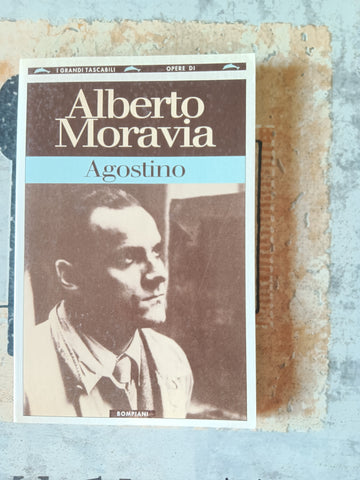 I GRANDI TASCABILI OPERE DI
Alberto
Moravia
Agostino
BOMPIANI